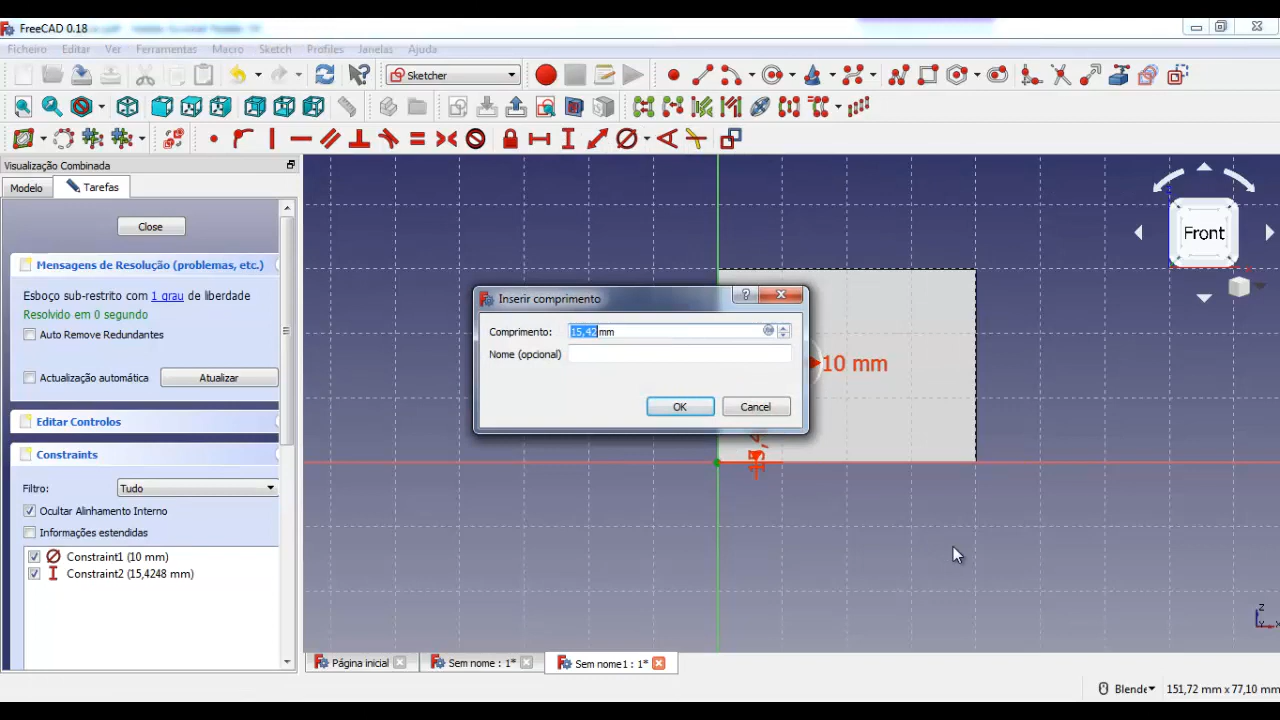 FreeCAD 0.18
Ficheiro Editar Ver Ferramentas Macro Sketch Profiles Janelas Ajuda
Sketcher
Visualização Combinada
Modelo Tarefas
Close
Mensagens de Resolução (problemas, etc.)
Esboço sub-restrito com 1 grau de liberdade
Resolvido em 0 segundo
Auto Remove Redundantes
Actualização automática Atualizar
Editar Controlos
Constraints
Filtro: Tudo
Ocultar Alinhamento Interno
Informações estendidas
Constraint1 (10 mm)
Constraint2 (15,4248 mm)
Inserir comprimento
Comprimento: 15,42 mm
Nome (opcional)
OK Cancel
10 mm
Front
Z
X
Página inicial Sem nome : 1* Sem nome1 : 1*
Blende 151,72 mm x 77,10 mm